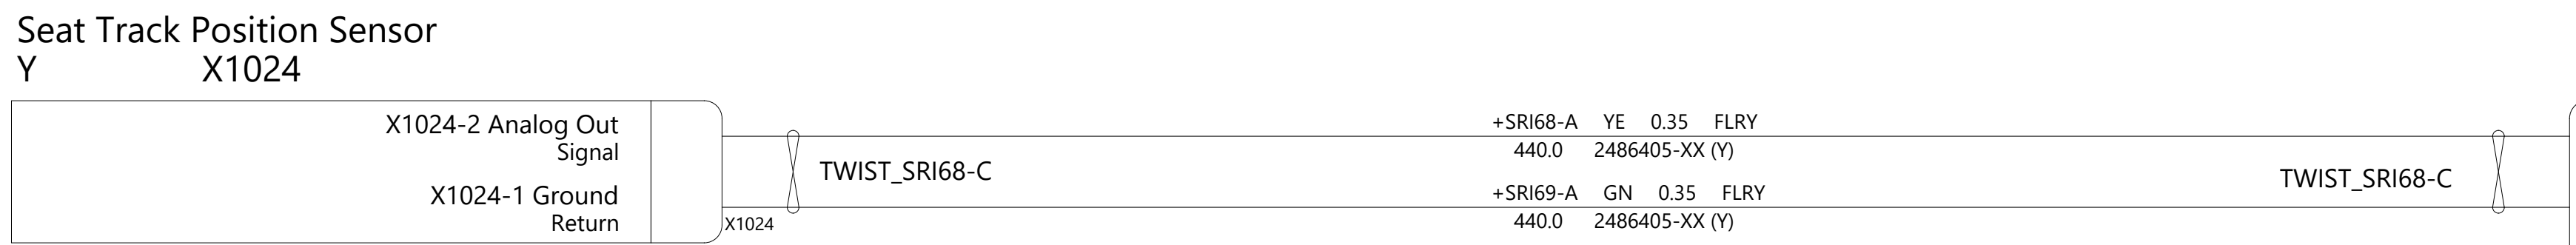 Seat Track Position Sensor
Y X1024
X1024-2 Analog Out
Signal
X1024-1 Ground
Return
X1024
TWIST_SRI68-C
+SRI68-A YE 0.35 FLRY
440.0 2486405-XX (Y)
+SRI69-A GN 0.35 FLRY
440.0 2486405-XX (Y)
TWIST_SRI68-C